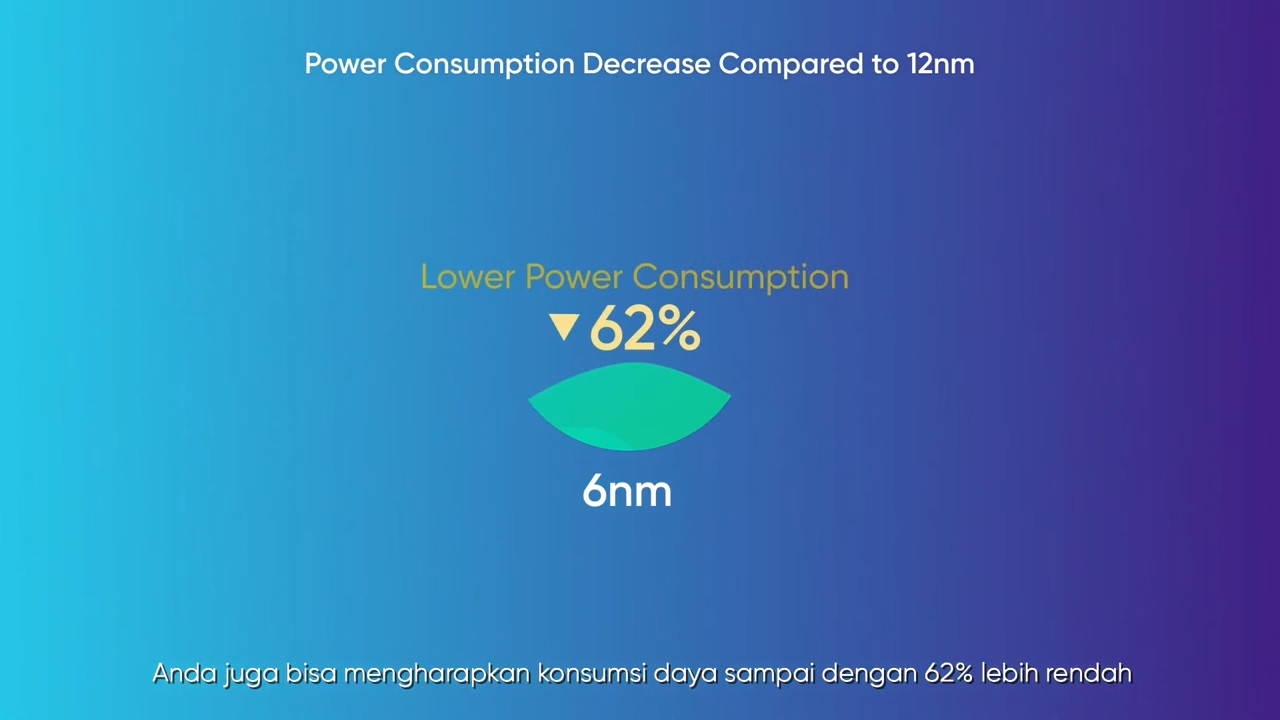 Power Consumption Decrease Compared to 12nm
Lower Power Consumption
▼62%
6nm
Anda juga bisa mengharapkan konsumsi daya sampai dengan 62% lebih rendah